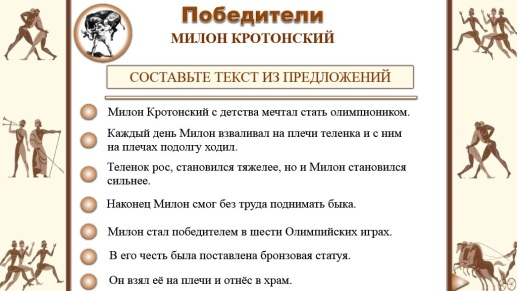 Победители
МИЛОН КРОТОНСКИЙ
СОСТАВЬТЕ ТЕКСТ ИЗ ПРЕДЛОЖЕНИЙ
Милон Кротонский с детства мечтал стать олимпиоником.
Каждый день Милон взваливал на плечи теленка и с ним
на плечах подолгу ходил.
Теленок рос, становился тяжелее, но и Милон становился
сильнее.
Наконец Милон смог без труда поднимать быка.
Милон стал победителем в шести Олимпийских играх.
В его честь была поставлена бронзовая статуя.
Он взял её на плечи и отнёс в храм.